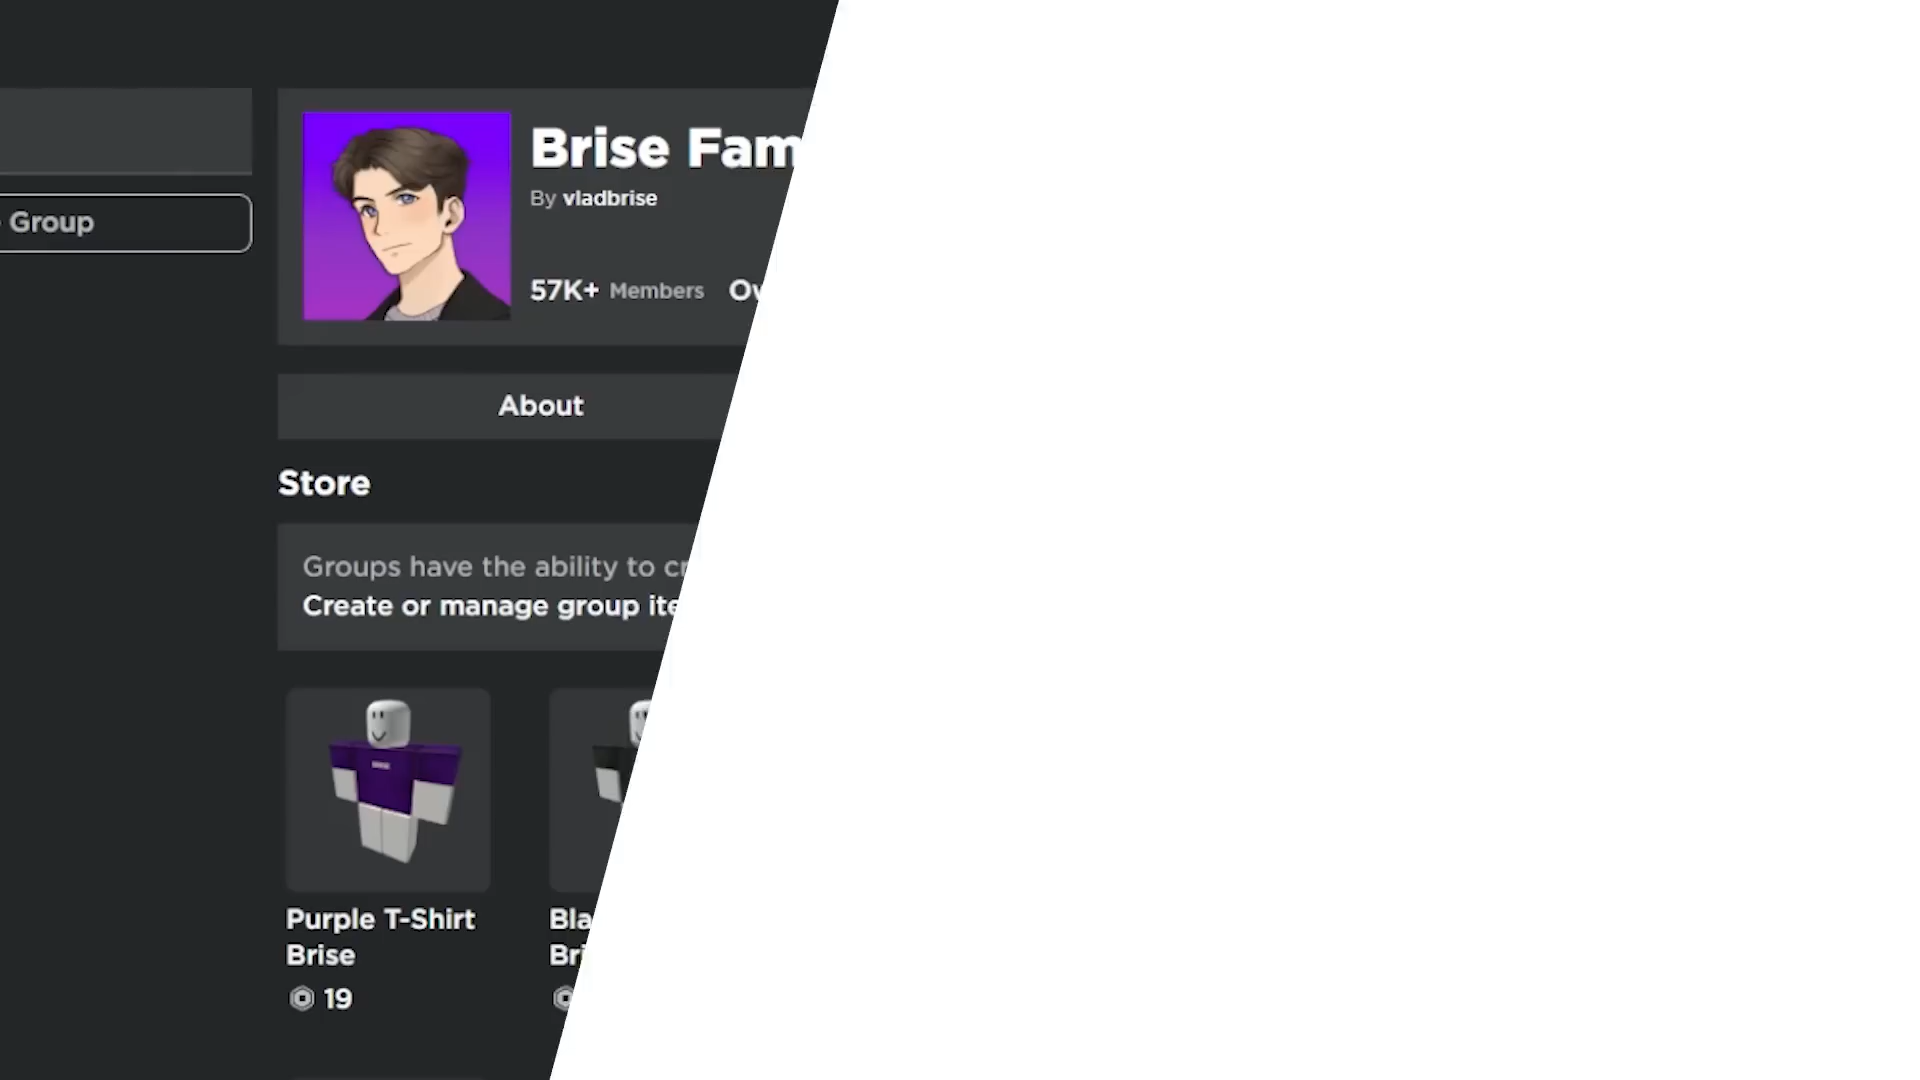 Group
Brise Fam
By vladbrise
57K+ Members
About
Store
Groups have the ability to
Create or manage group
Purple T-Shirt
Brise
19